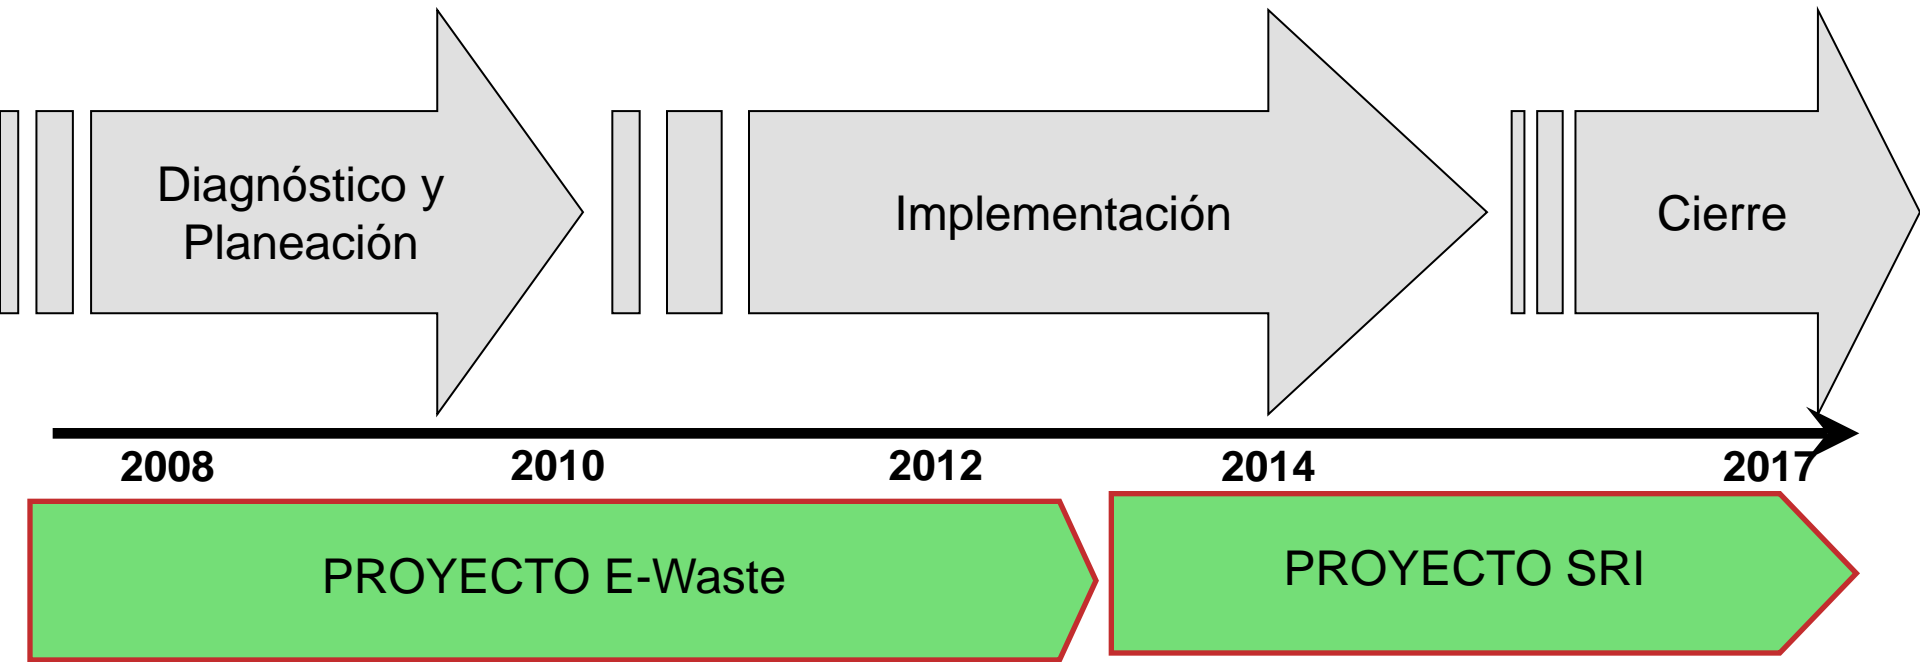 Diagnóstico y
Planeación
Implementación
Cierre
2008
2010
2012
2014
2017
PROYECTO E-Waste
PROYECTO SRI